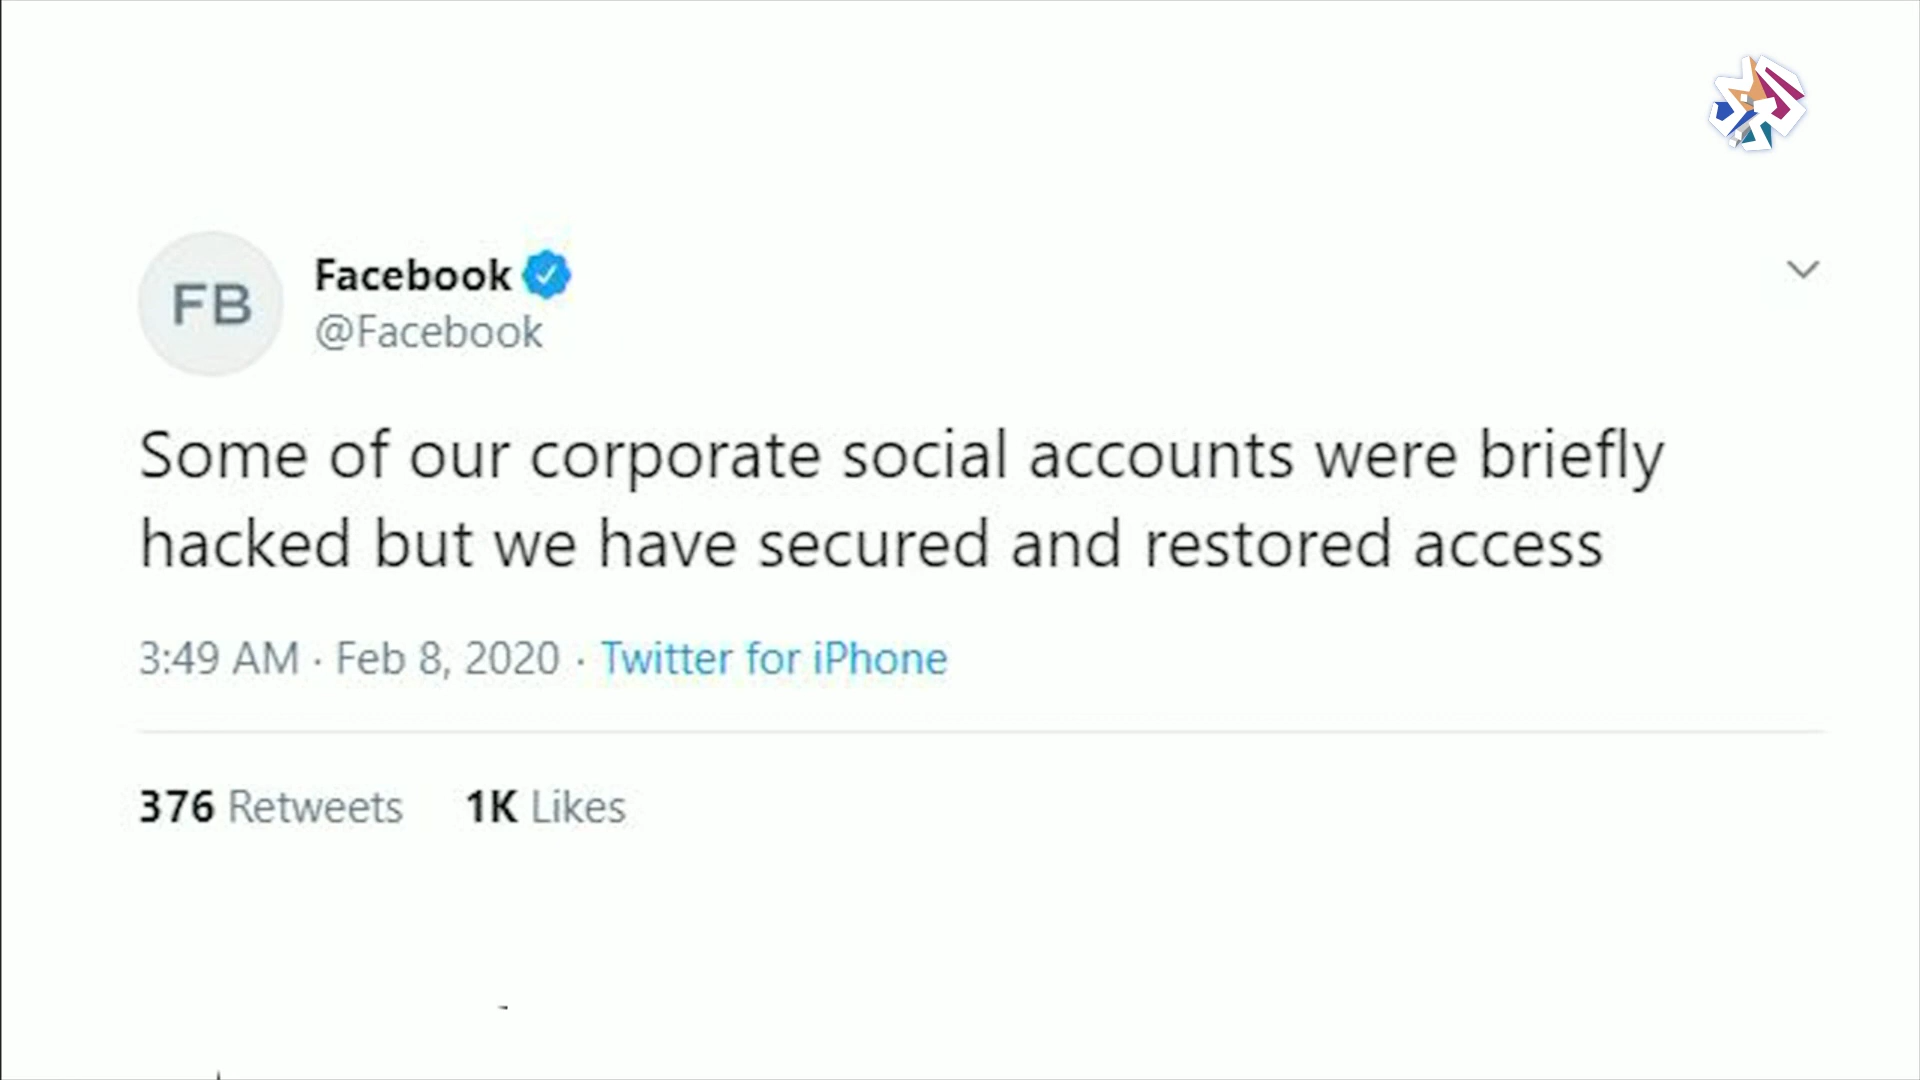 FB
Facebook
@Facebook
Some of our corporate social accounts were briefly
hacked but we have secured and restored access
3:49 AM · Feb 8, 2020 · Twitter for iPhone
376 Retweets 1K Likes